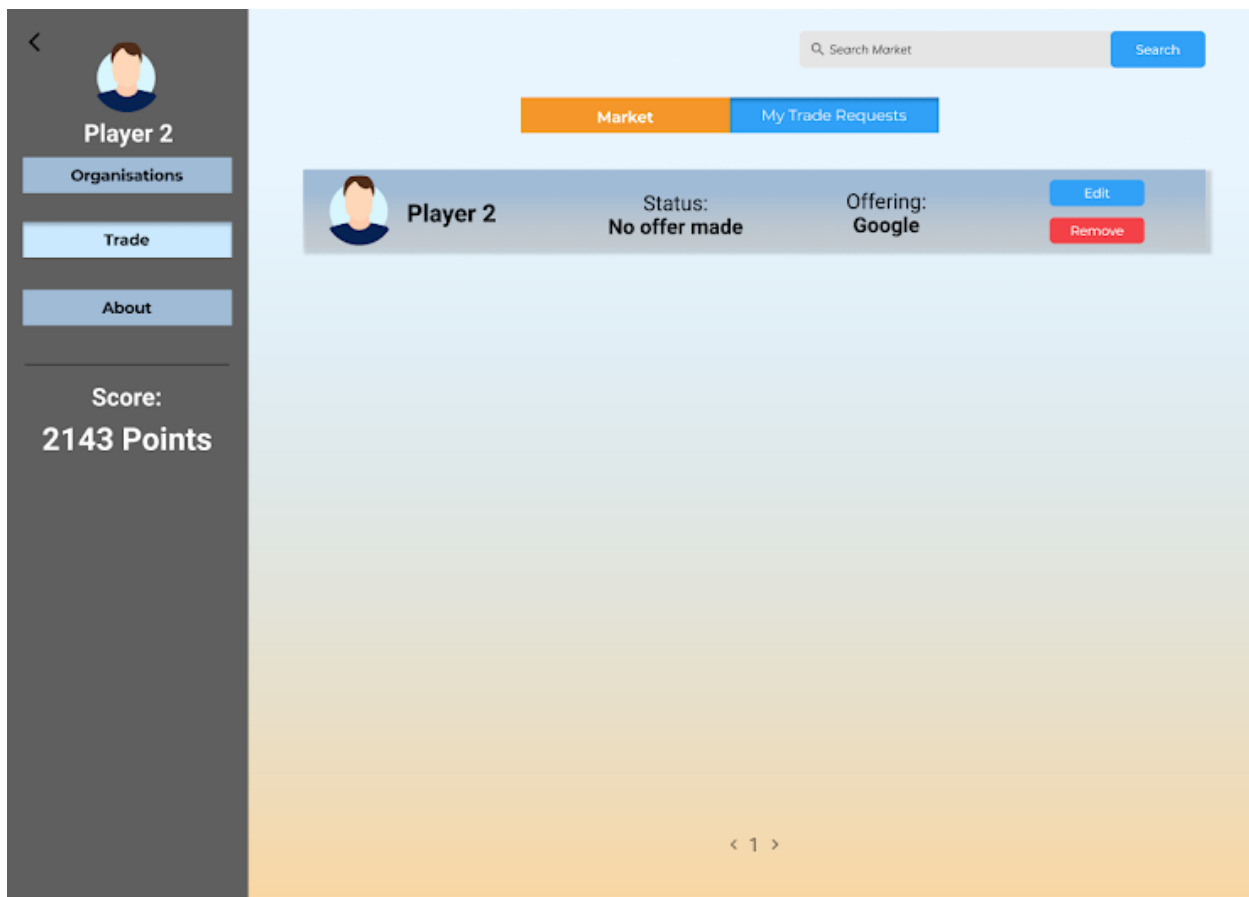 Player 2
Organisations
Trade
About
Score:
2143 Points
Search Market
Search
Market
My Trade Requests
Player 2
Status:
No offer made
Offering:
Google
Edit
Remove
< 1 >